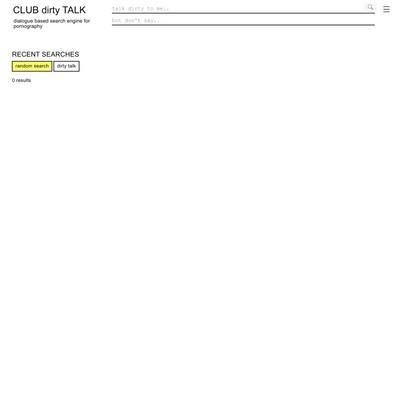 CLUB dirty TALK
dialogue based search engine for
pornography
talk dirty to me..
but don't say..
RECENT SEARCHES
random search
dirty talk
0 results